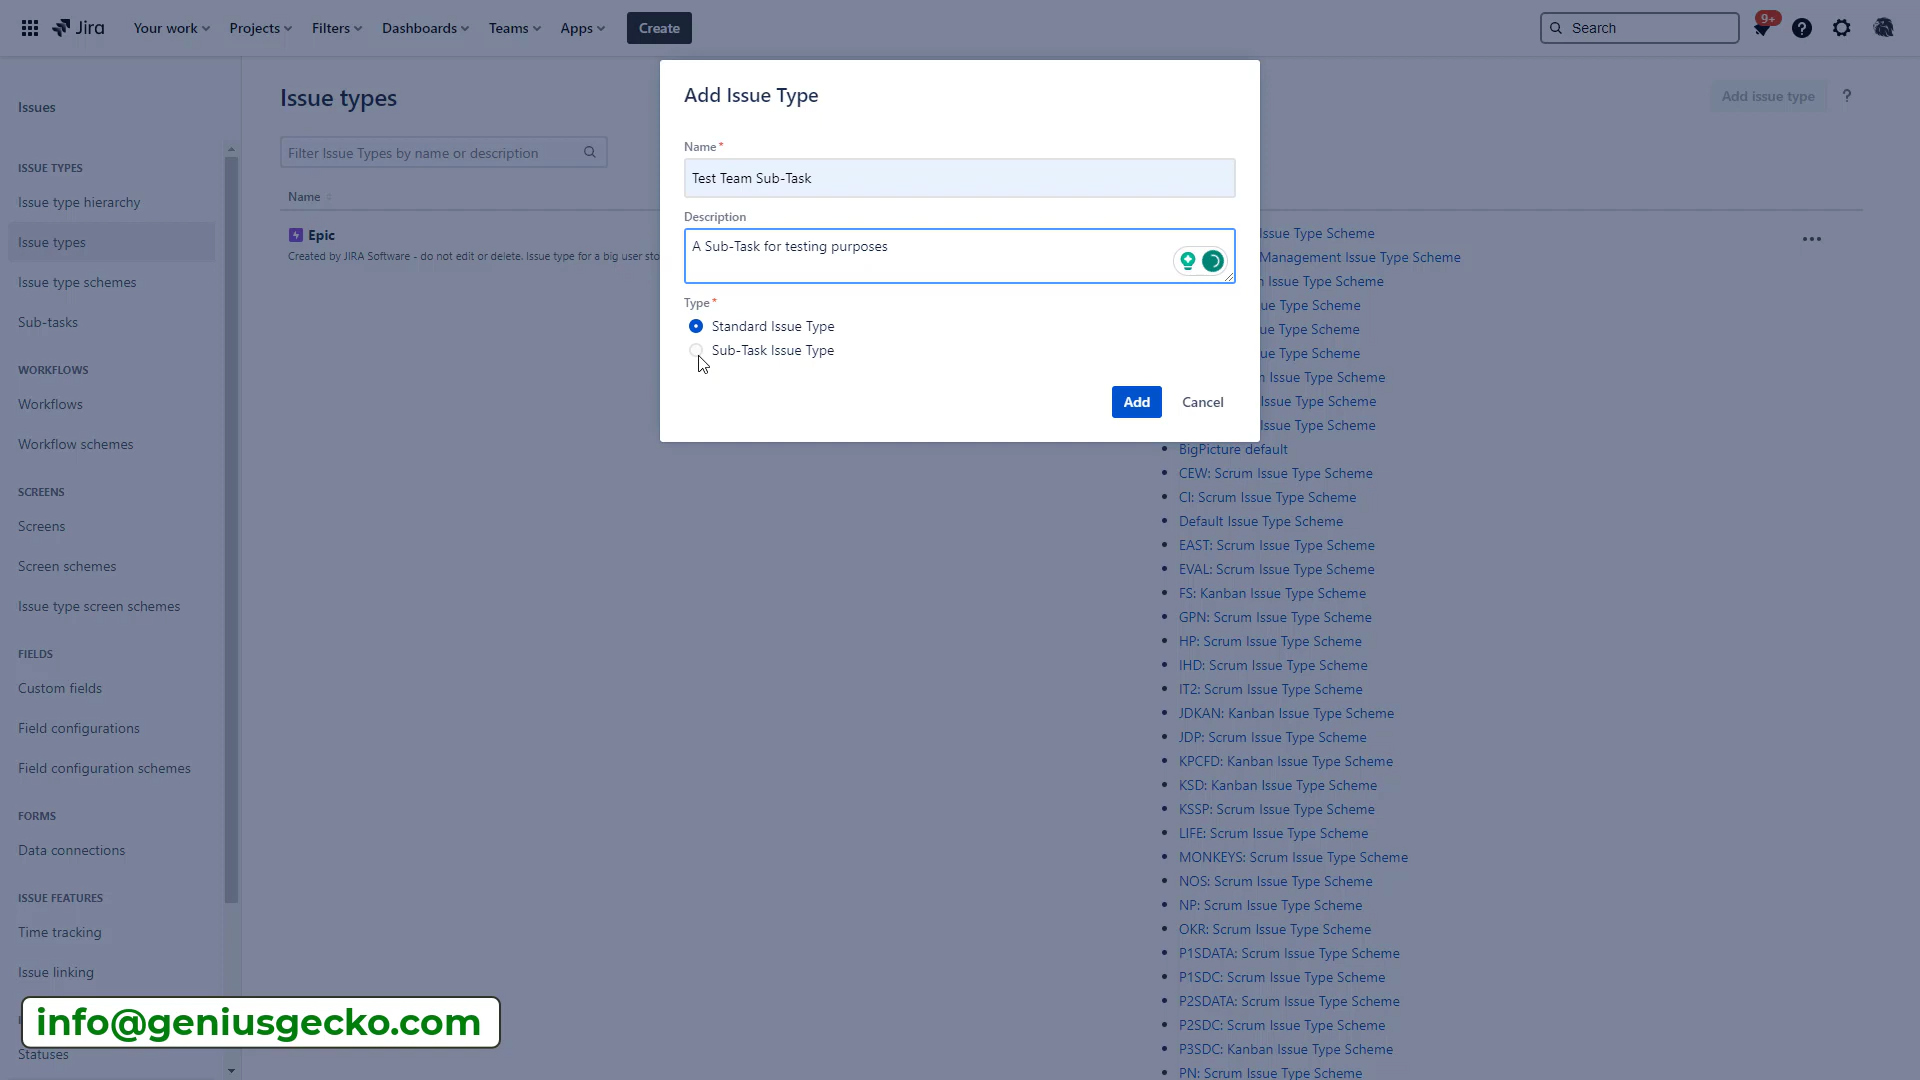 Jira Your work Projects Filters Dashboards Teams Apps Create Search 9+
Issues
ISSUE TYPES
Issue type hierarchy
Issue types
Issue type schemes
Sub-tasks
WORKFLOWS
Workflows
Workflow schemes
SCREENS
Screens
Screen schemes
Issue type screen schemes
FIELDS
Custom fields
Field configurations
Field configuration schemes
FORMS
Data connections
ISSUE FEATURES
Time tracking
Issue linking
info@geniusgecko.com
Statuses
Issue types
Add issue type ?
Filter Issue Types by name or description
Name
Epic
Created by JIRA Software - do not edit or delete. Issue type for a big user sto
Add Issue Type
Name*
Test Team Sub-Task
Description
A Sub-Task for testing purposes
Type*
Standard Issue Type
Sub-Task Issue Type
Add Cancel
ssue Type Scheme
Management Issue Type Scheme
Issue Type Scheme
ue Type Scheme
ue Type Scheme
ue Type Scheme
Issue Type Scheme
ssue Type Scheme
ssue Type Scheme
BigPicture default
CEW: Scrum Issue Type Scheme
CI: Scrum Issue Type Scheme
Default Issue Type Scheme
EAST: Scrum Issue Type Scheme
EVAL: Scrum Issue Type Scheme
FS: Kanban Issue Type Scheme
GPN: Scrum Issue Type Scheme
HP: Scrum Issue Type Scheme
IHD: Scrum Issue Type Scheme
IT2: Scrum Issue Type Scheme
JDKAN: Kanban Issue Type Scheme
JDP: Scrum Issue Type Scheme
KPCFD: Kanban Issue Type Scheme
KSD: Kanban Issue Type Scheme
KSSP: Scrum Issue Type Scheme
LIFE: Scrum Issue Type Scheme
MONKEYS: Scrum Issue Type Scheme
NOS: Scrum Issue Type Scheme
NP: Scrum Issue Type Scheme
OKR: Scrum Issue Type Scheme
P1SDATA: Scrum Issue Type Scheme
P1SDC: Scrum Issue Type Scheme
P2SDATA: Scrum Issue Type Scheme
P2SDC: Scrum Issue Type Scheme
P3SDC: Kanban Issue Type Scheme
PN: Scrum Issue Type Scheme